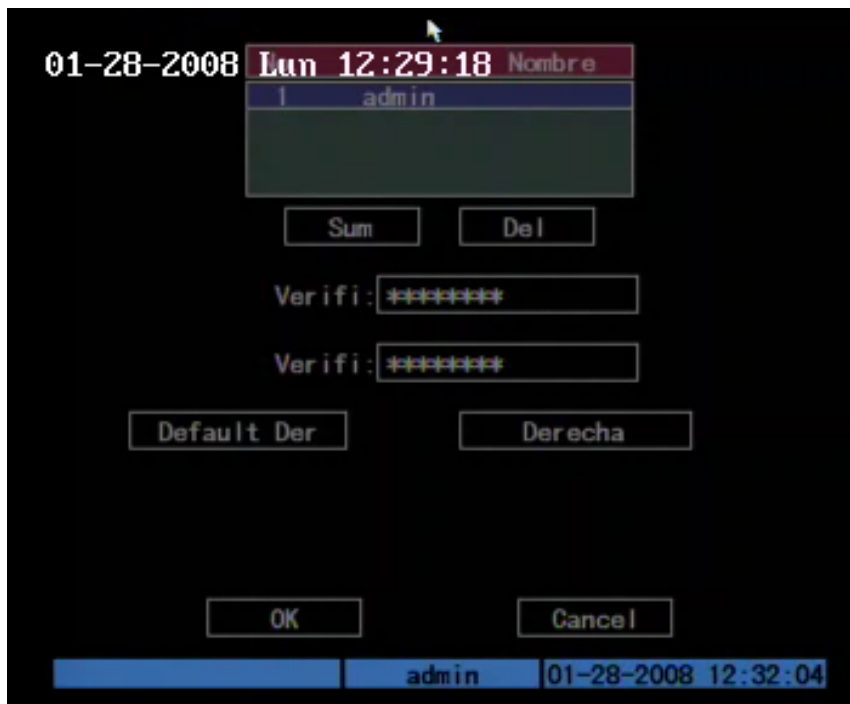 01-28-2008 Lun 12:29:18 Nombre
1 admin
Sum Del
Verifi: ********
Verifi: ********
Default Der Derecha
OK Cancel
admin 01-28-2008 12:32:04